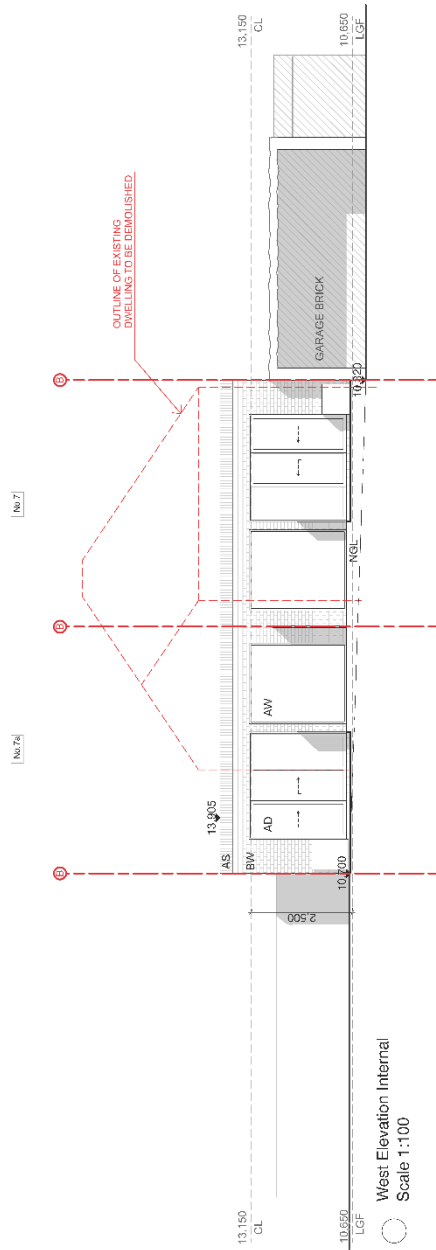 No.7a
No.7
B
B
B
OUTLINE OF EXISTING
DWELLING TO BE DEMOLISHED
13.150
CL
13.150
CL
13.905
AS
BW
AD
AW
2,500
GARAGE BRICK
10.700
NGL
10.320
10.650
LGF
10.650
LGF
West Elevation Internal
Scale 1:100